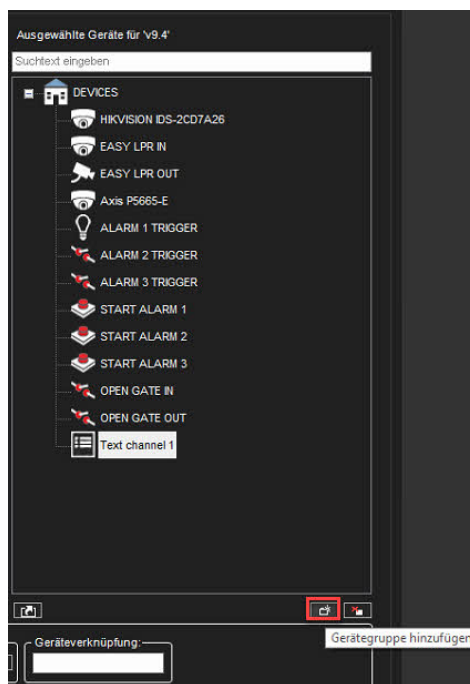 Ausgewählte Geräte für 'v9.4'
Suchtext eingeben
DEVICES
HIKVISION IDS-2CD7A26
EASY LPR IN
EASY LPR OUT
Axis P5665-E
ALARM 1 TRIGGER
ALARM 2 TRIGGER
ALARM 3 TRIGGER
START ALARM 1
START ALARM 2
START ALARM 3
OPEN GATE IN
OPEN GATE OUT
Text channel 1
Gerätegruppe hinzufügen
Geräteverknüpfung: